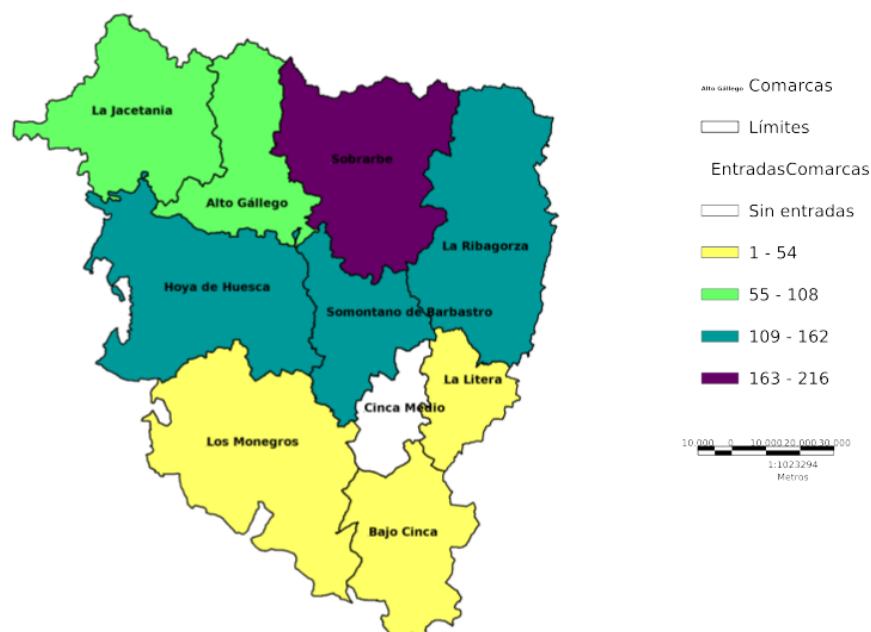 La Jacetania
Sobrarbe
Alto Gállego
La Ribagorza
Hoya de Huesca
Somontano de Barbastro
La Litera
Cinca Medio
Los Monegros
Bajo Cinca
Alto Gállego Comarcas
Límites
EntradasComarcas
Sin entradas
1 - 54
55 - 108
109 - 162
163 - 216
10.000 0 10.000 20.000 30.000
1:1023294
Metros